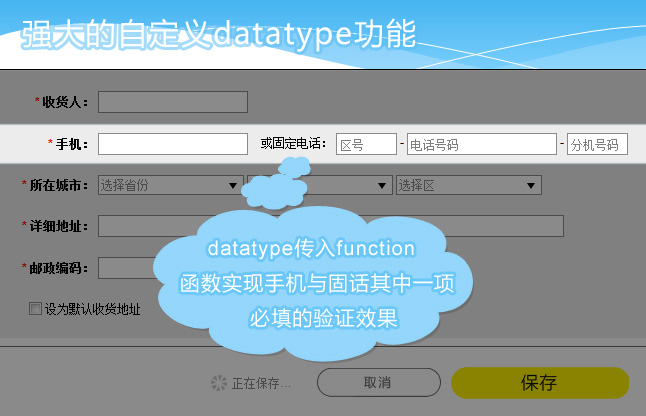 强大的自定义datatype功能
*收货人：
*手机： 或固定电话： 区号 - 电话号码 - 分机号码
*所在城市： 选择省份 选择区
*详细地址：
datatype传入function
函数实现手机与固话其中一项
*邮政编码：
必填的验证效果
设为默认收货地址
正在保存... 取消 保存